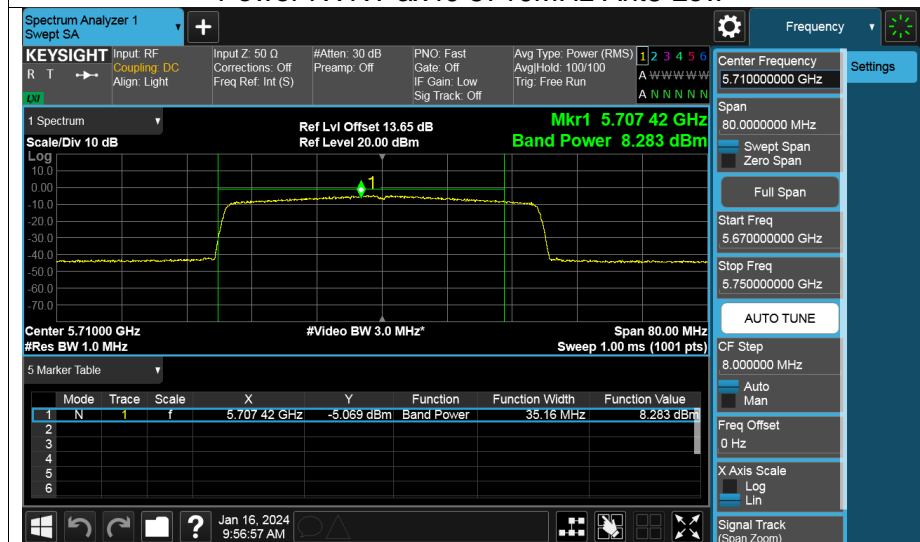 Spectrum Analyzer 1
Swept SA
Frequency
KEYSIGHT
R T
LXI
Input: RF
Coupling: DC
Align: Light
Input Z: 50 Ω
Corrections: Off
Freq Ref: Int (S)
#Atten: 30 dB
Preamp: Off
PNO: Fast
Gate: Off
IF Gain: Low
Sig Track: Off
Avg Type: Power (RMS)
Avg|Hold: 100/100
Trig: Free Run
1 2 3 4 5 6
A W W W W W
A N N N N N
Center Frequency
5.710000000 GHz
Settings
Span
80.0000000 MHz
Swept Span
Zero Span
Full Span
Start Freq
5.670000000 GHz
Stop Freq
5.750000000 GHz
AUTO TUNE
CF Step
8.000000 MHz
Auto
Man
Freq Offset
0 Hz
X Axis Scale
Log
Lin
Signal Track
(Span Zoom)
1 Spectrum
Scale/Div 10 dB
Ref Lvl Offset 13.65 dB
Ref Level 20.00 dBm
Mkr1 5.707 42 GHz
Band Power 8.283 dBm
Log
10.0
0.00
-10.0
-20.0
-30.0
-40.0
-50.0
-60.0
-70.0
1
Center 5.71000 GHz
#Res BW 1.0 MHz
#Video BW 3.0 MHz*
Span 80.00 MHz
Sweep 1.00 ms (1001 pts)
5 Marker Table
Mode Trace Scale X Y Function Function Width Function Value
1 N 1 f 5.707 42 GHz -5.069 dBm Band Power 35.16 MHz 8.283 dBm
2
3
4
5
6
Jan 16, 2024
9:56:57 AM